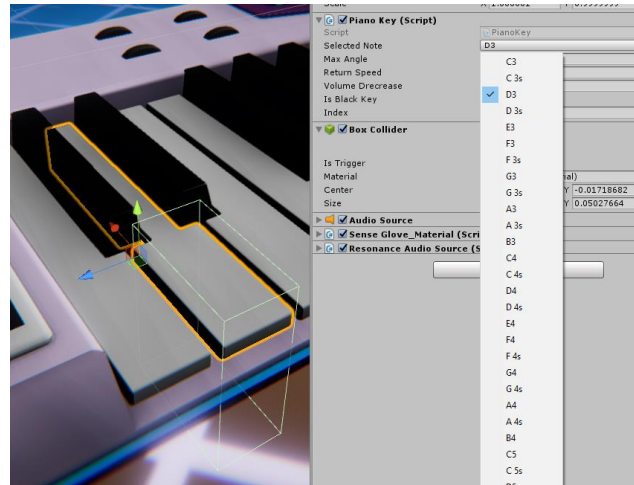 Piano Key (Script)
Script PianoKey
Selected Note D3
Max Angle
Return Speed
Volume Drecrease
Is Black Key
Index
Box Collider
Is Trigger
Material al)
Center Y -0.01718682
Size Y 0.05027664
Audio Source
Sense Glove_Material (Scri
Resonance Audio Source (S
C3
C 3s
D3
D 3s
E3
F3
F 3s
G3
G 3s
A3
A 3s
B3
C4
C 4s
D4
D 4s
E4
F4
F 4s
G4
G 4s
A4
A 4s
B4
C5
C 5s